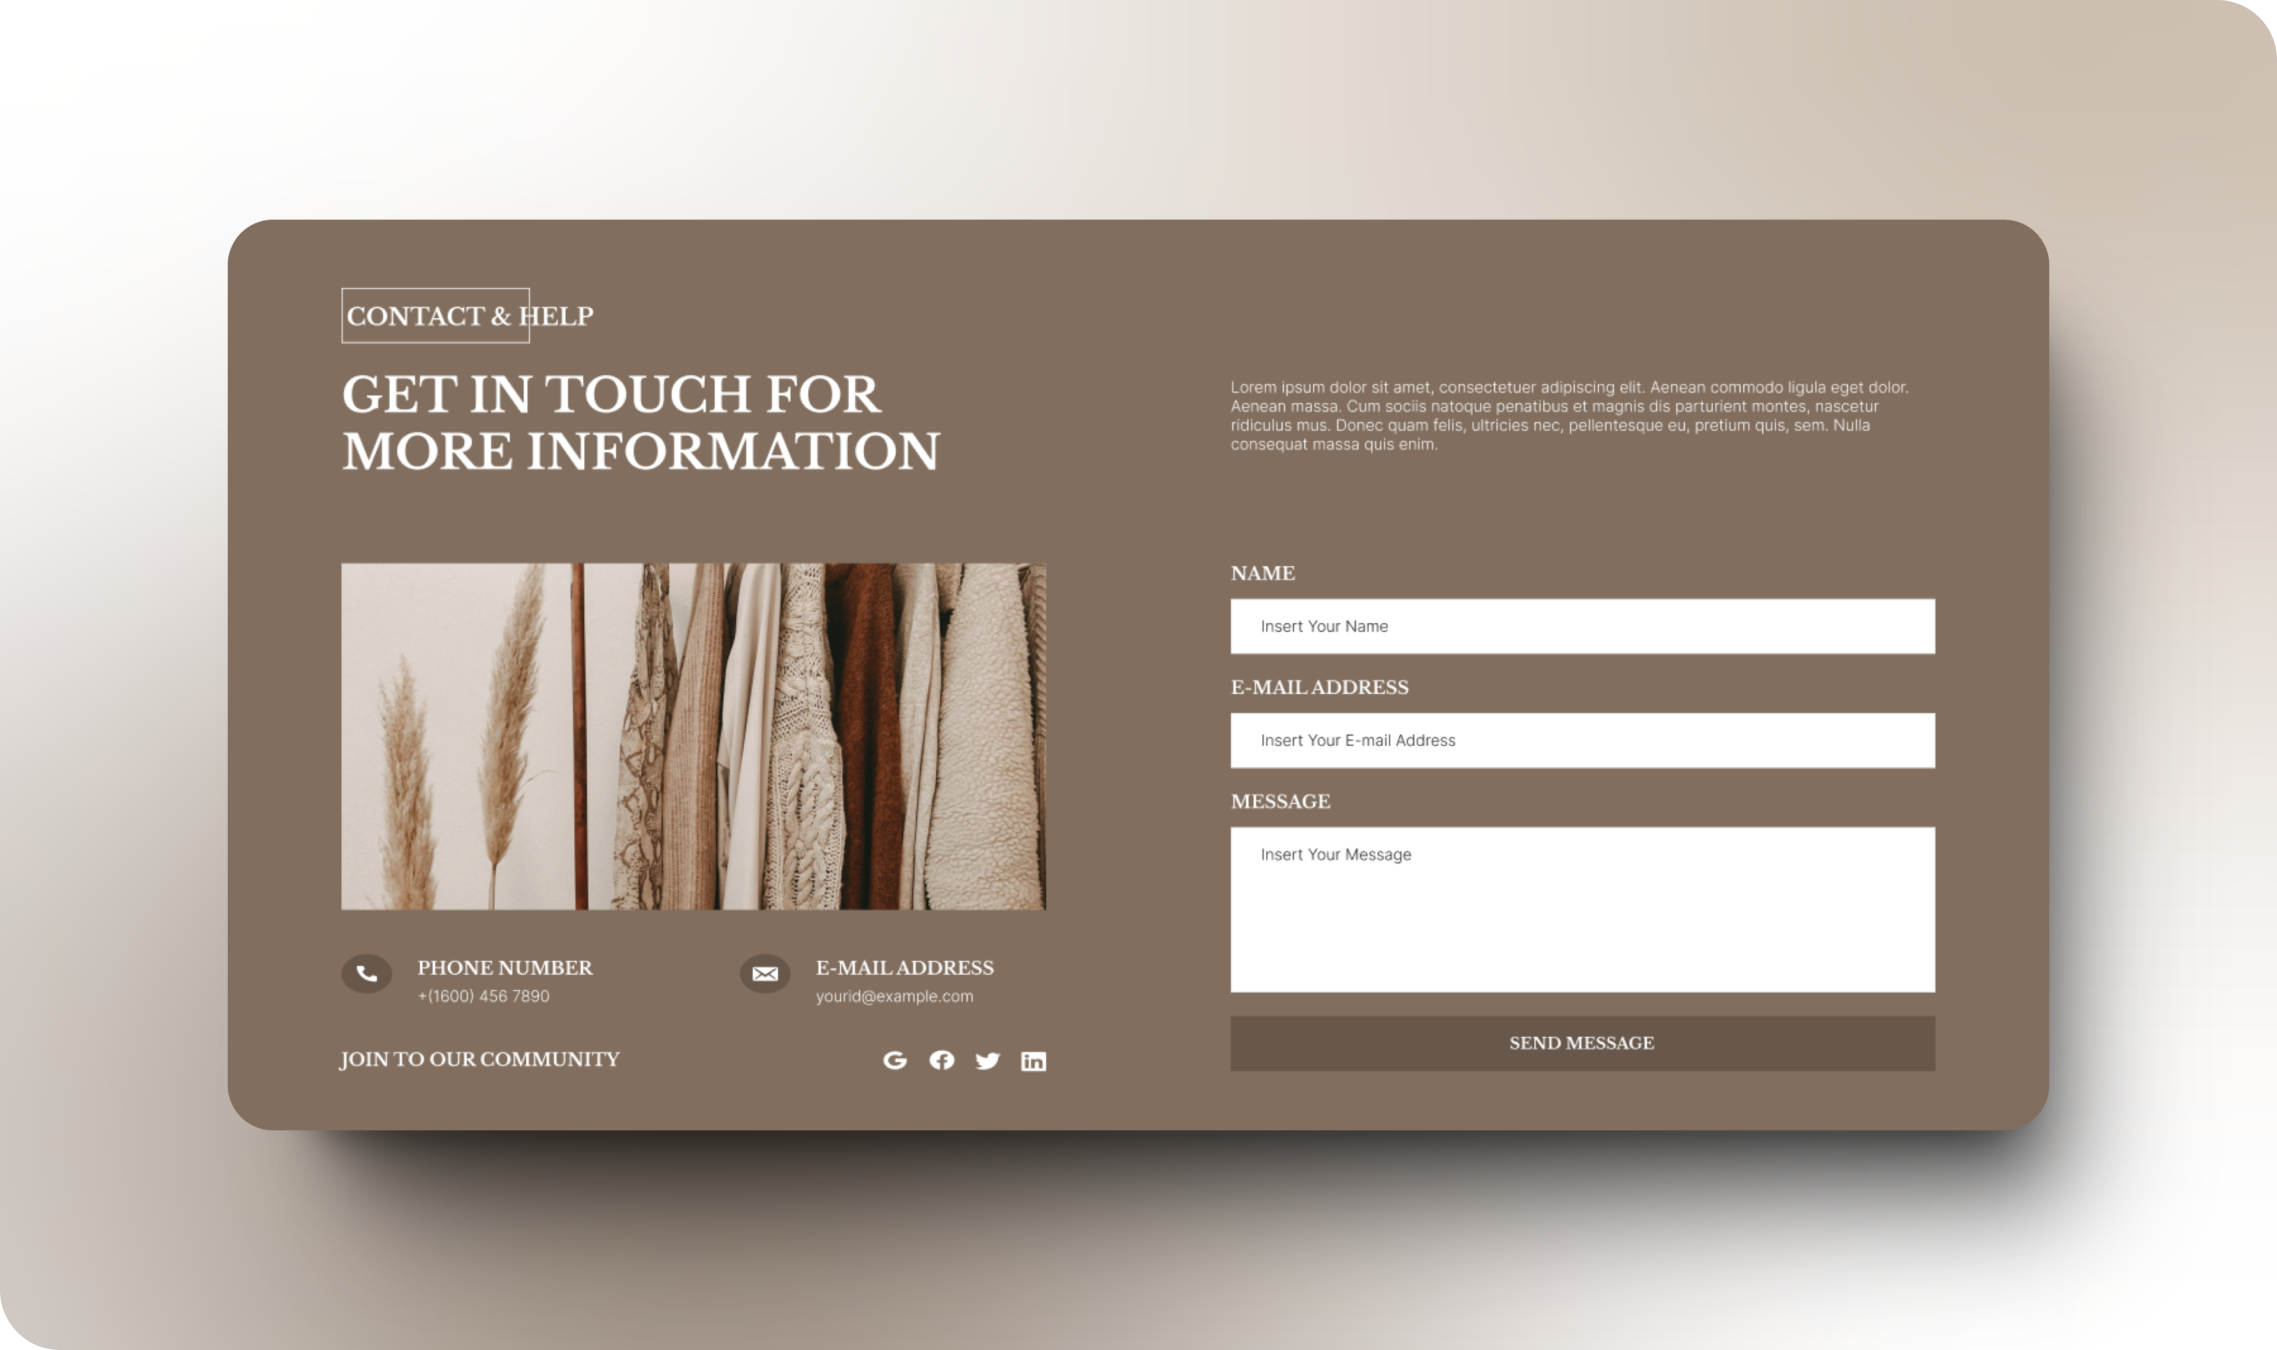 CONTACT & HELP
GET IN TOUCH FOR
MORE INFORMATION
Lorem ipsum dolor sit amet, consectetuer adipiscing elit. Aenean commodo ligula eget dolor.
Aenean massa. Cum sociis natoque penatibus et magnis dis parturient montes, nascetur
ridiculus mus. Donec quam felis, ultricies nec, pellentesque eu, pretium quis, sem. Nulla
consequat massa quis enim.
PHONE NUMBER
+(1600) 456 7890
E-MAIL ADDRESS
yourid@example.com
JOIN TO OUR COMMUNITY
G
f
in
NAME
Insert Your Name
E-MAIL ADDRESS
Insert Your E-mail Address
MESSAGE
Insert Your Message
SEND MESSAGE